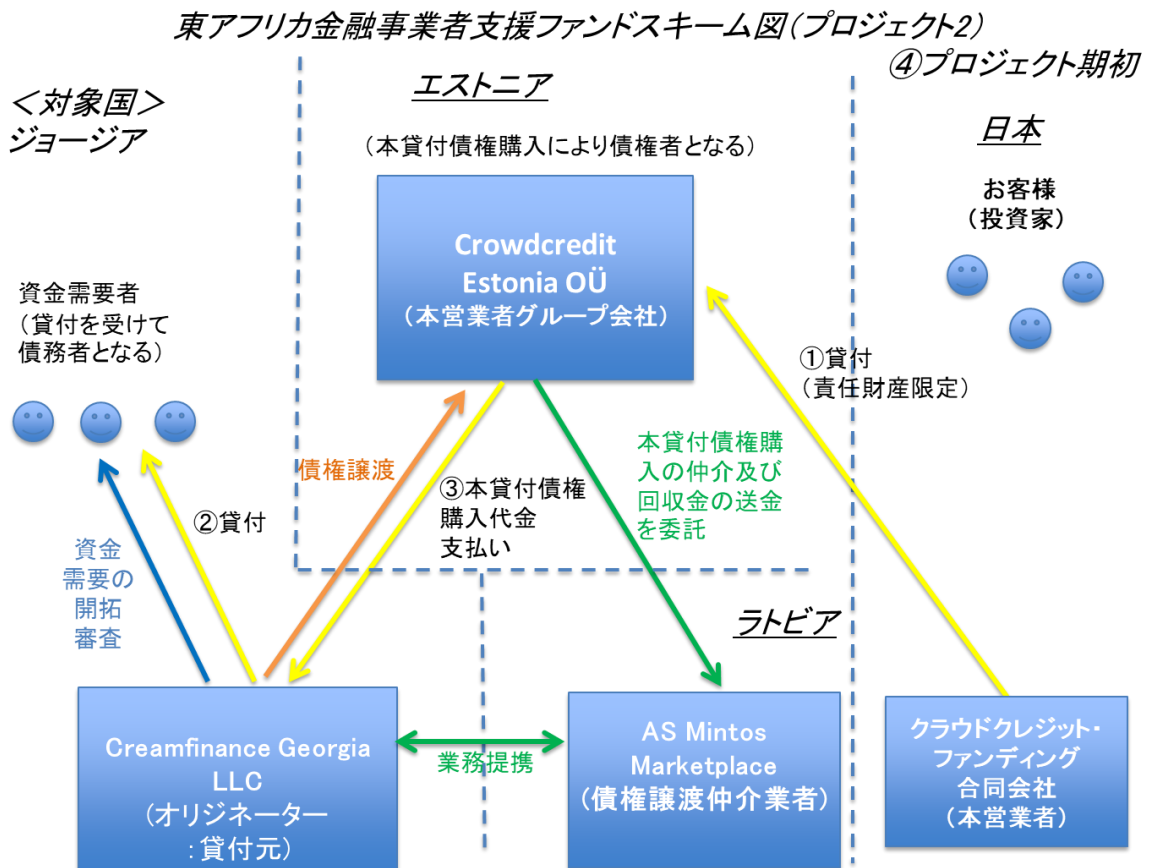 東アフリカ金融事業者支援ファンドスキーム図(プロジェクト2)
④プロジェクト期初
<対象国>
ジョージア
エストニア
(本貸付債権購入により債権者となる)
日本
お客様
(投資家)
Crowdcredit
Estonia OÜ
(本営業者グループ会社)
資金需要者
(貸付を受けて
債務者となる)
①貸付
(責任財産限定)
債権譲渡
③本貸付債権
購入代金
支払い
本貸付債権購
入の仲介及び
回収金の送金
を委託
②貸付
資金
需要の
開拓
審査
ラトビア
Creamfinance Georgia
LLC
(オリジネーター
:貸付元)
業務提携
AS Mintos
Marketplace
(債権譲渡仲介業者)
クラウドクレジット・
ファンディング
合同会社
(本営業者)